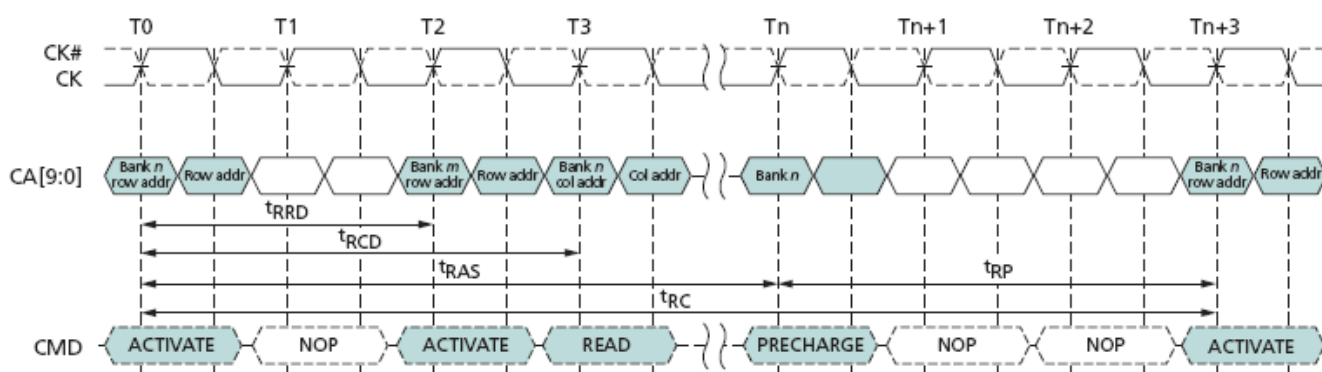 T0 T1 T2 T3 Tn Tn+1 Tn+2 Tn+3
CK#
CK
CA[9:0]
Bank n row addr
Row addr
Bank m row addr
Row addr
Bank n col addr
Col addr
Bank n
Bank n row addr
Row addr
tRRD
tRCD
tRAS tRP
tRC
CMD ACTIVATE NOP ACTIVATE READ PRECHARGE NOP NOP ACTIVATE